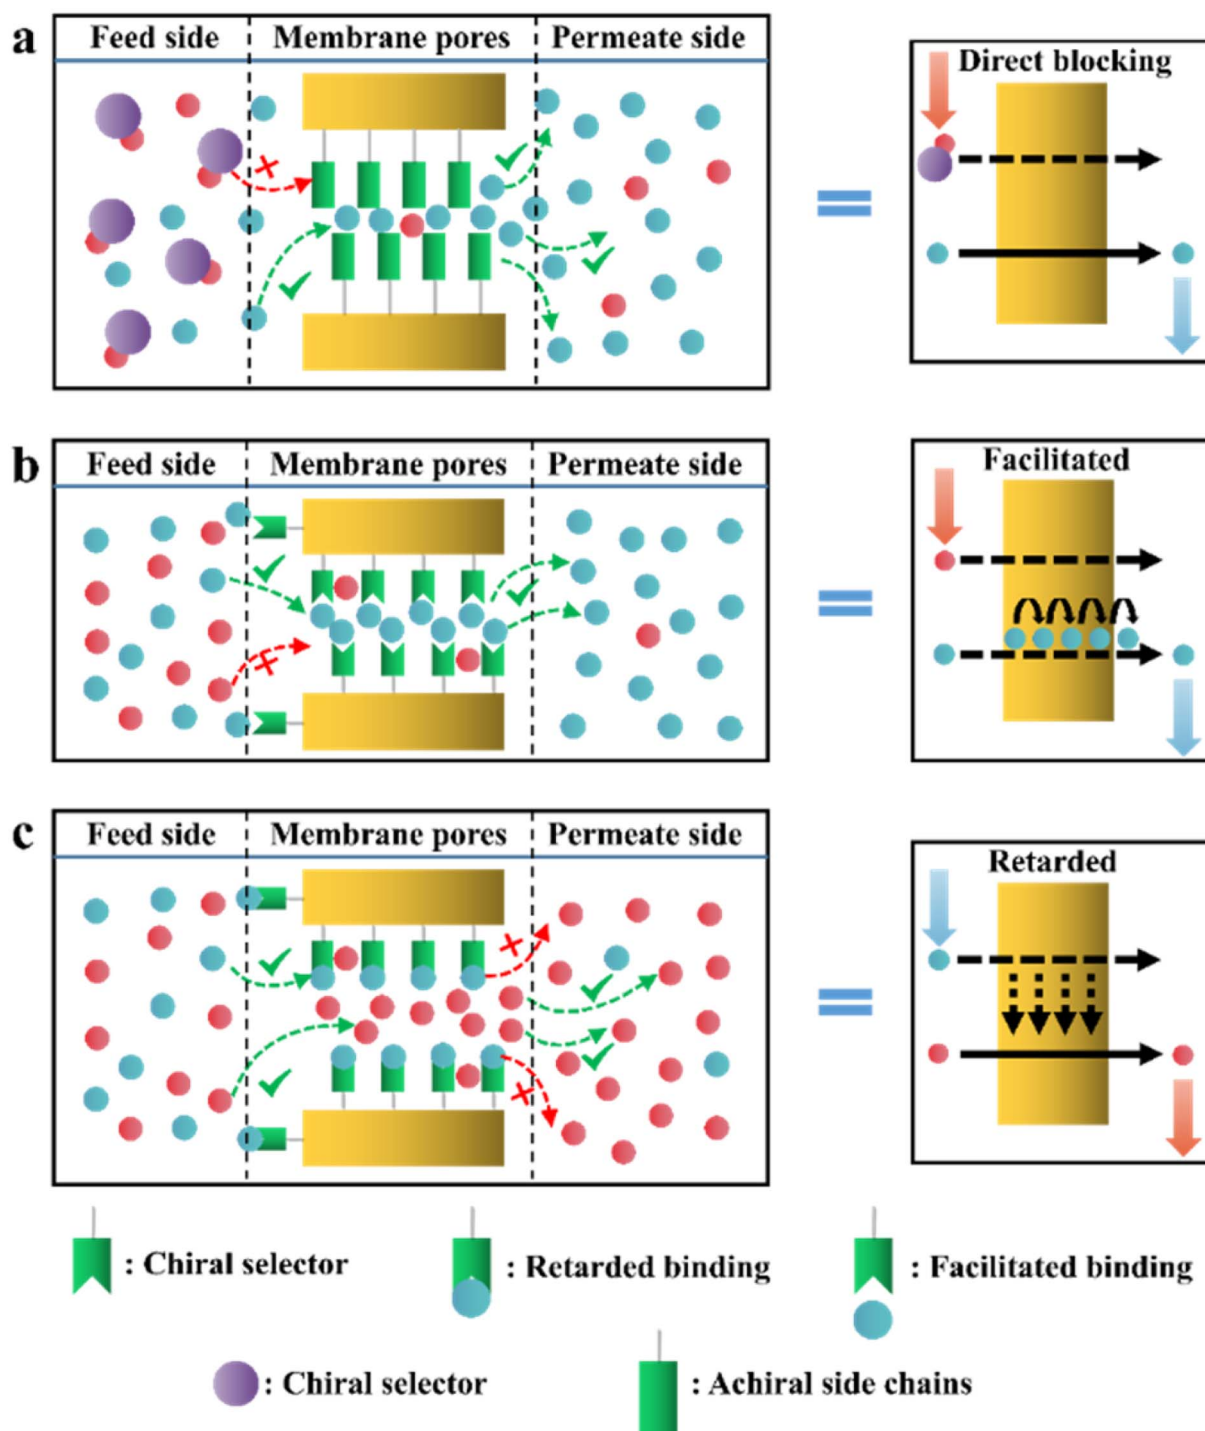 a
Feed side
Membrane pores
Permeate side
Direct blocking
b
Feed side
Membrane pores
Permeate side
Facilitated
c
Feed side
Membrane pores
Permeate side
Retarded
: Chiral selector
: Retarded binding
: Facilitated binding
: Chiral selector
: Achiral side chains